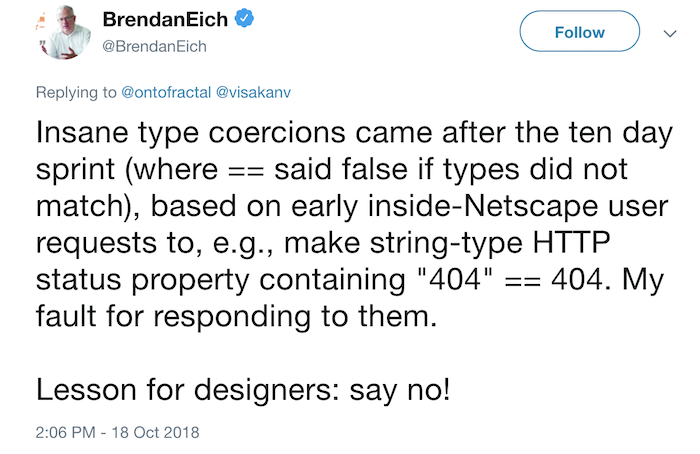 BrendanEich
@BrendanEich
Follow
Replying to @ontofractal @visakanv
Insane type coercions came after the ten day
sprint (where == said false if types did not
match), based on early inside-Netscape user
requests to, e.g., make string-type HTTP
status property containing "404" == 404. My
fault for responding to them.
Lesson for designers: say no!
2:06 PM - 18 Oct 2018